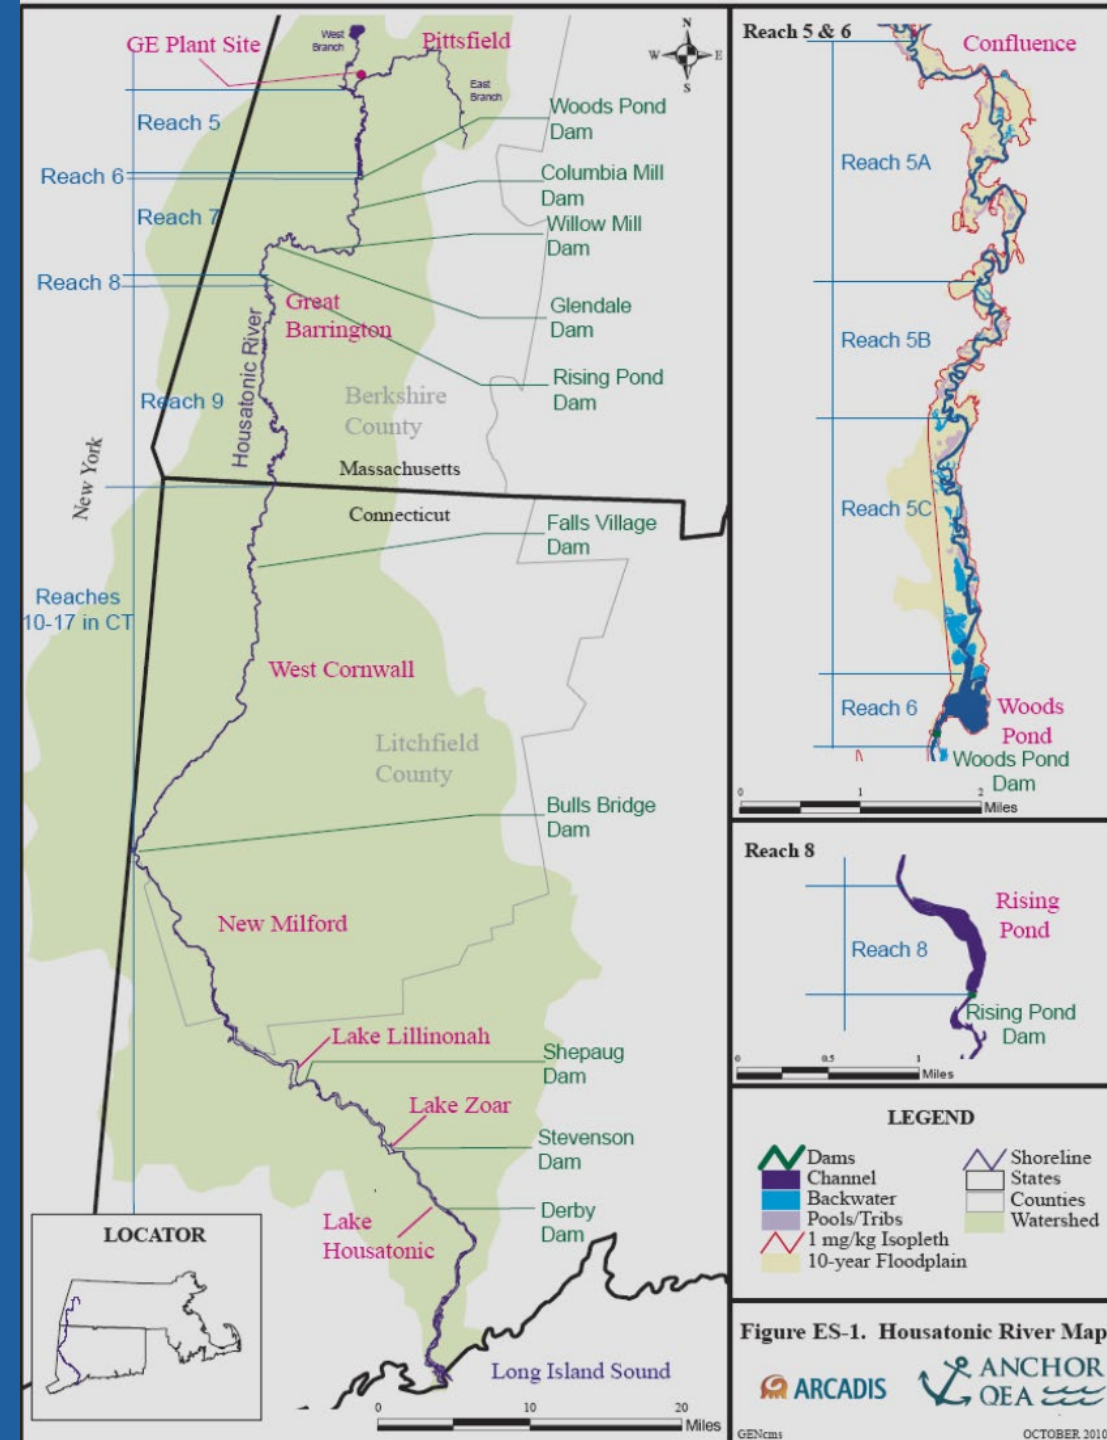 West
Branch
GE Plant Site
Pittsfield
N
W
E
S
East
Branch
Reach 5
Woods Pond
Dam
Reach 6
Columbia Mill
Dam
Reach 7
Willow Mill
Dam
Reach 8
Great
Barrington
Glendale
Dam
Housatonic River
Rising Pond
Dam
Reach 9
Berkshire
County
New York
Massachusetts
Connecticut
Falls Village
Dam
Reaches
10-17 in CT
West Cornwall
Litchfield
County
Bulls Bridge
Dam
New Milford
Lake Lillinonah
Shepaug
Dam
Lake Zoar
Stevenson
Dam
Lake
Housatonic
Derby
Dam
LOCATOR
Long Island Sound
0
10
20
Miles
Reach 5 & 6
Confluence
Reach 5A
Reach 5B
Reach 5C
Reach 6
Woods
Pond
Woods Pond
Dam
0
1
2
Miles
Reach 8
Rising
Pond
Reach 8
Rising Pond
Dam
0
0.5
1
Miles
LEGEND
Dams
Channel
Backwater
Pools/Tribs
1 mg/kg Isopleth
10-year Floodplain
Shoreline
States
Counties
Watershed
Figure ES-1. Housatonic River Map
ARCADIS
ANCHOR
QEA
GENcms
OCTOBER 2010